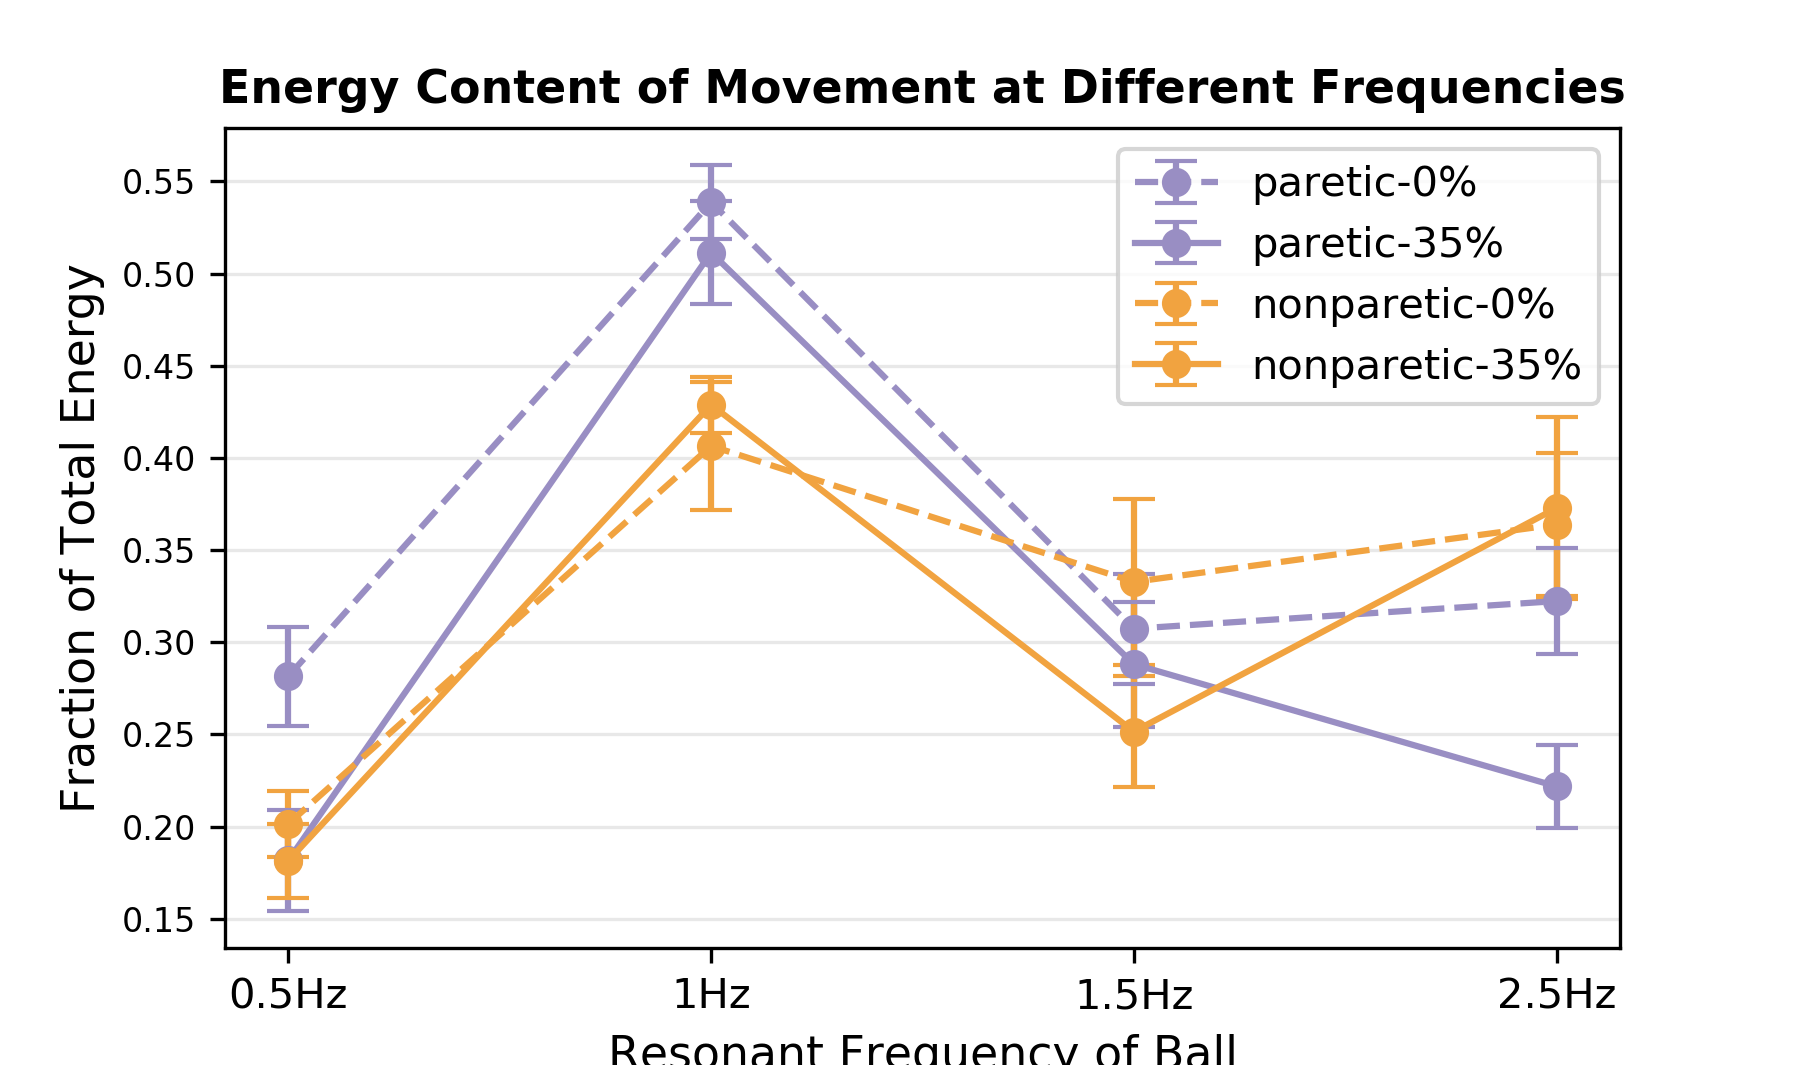 Energy Content of Movement at Different Frequencies
paretic-0%
paretic-35%
nonparetic-0%
nonparetic-35%
Fraction of Total Energy
0.55
0.50
0.45
0.40
0.35
0.30
0.25
0.20
0.15
0.5Hz 1Hz 1.5Hz 2.5Hz
Resonant Frequency of Ball